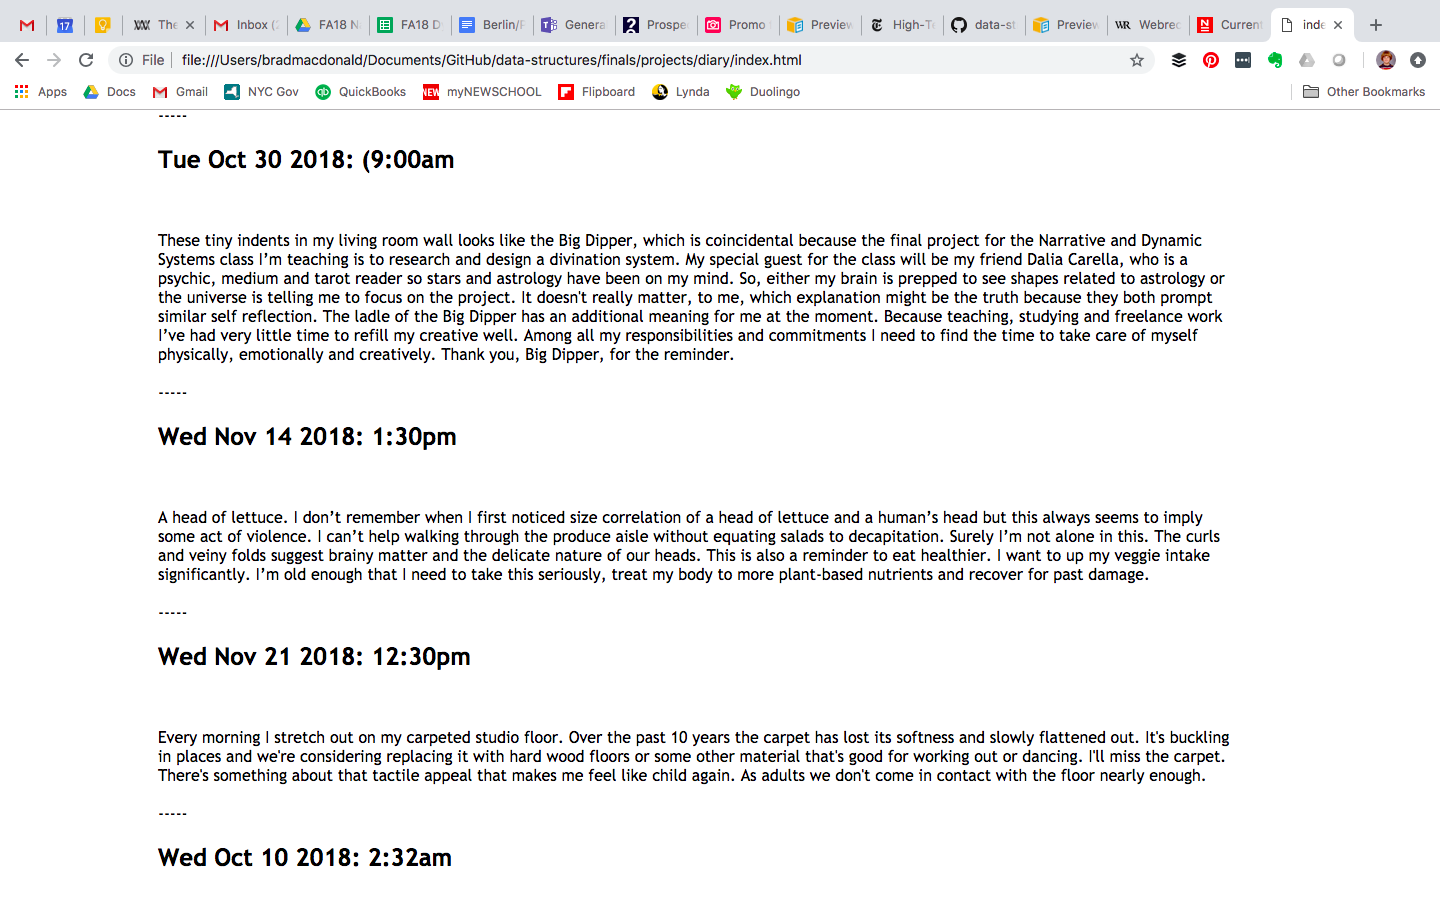 The
Inbox (
FA18 N
FA18 D
Berlin/F
Genera
Prospe
Promo
Preview
High-Te
data-st
Preview
Webrec
Current
inde
File file:///Users/bradmacdonald/Documents/GitHub/data-structures/finals/projects/diary/index.html
Apps Docs Gmail NYC Gov QuickBooks myNEWSCHOOL Flipboard Lynda Duolingo Other Bookmarks
-----
Tue Oct 30 2018: (9:00am
These tiny indents in my living room wall looks like the Big Dipper, which is coincidental because the final project for the Narrative and Dynamic
Systems class I’m teaching is to research and design a divination system. My special guest for the class will be my friend Dalia Carella, who is a
psychic, medium and tarot reader so stars and astrology have been on my mind. So, either my brain is prepped to see shapes related to astrology or
the universe is telling me to focus on the project. It doesn't really matter, to me, which explanation might be the truth because they both prompt
similar self reflection. The ladle of the Big Dipper has an additional meaning for me at the moment. Because teaching, studying and freelance work
I’ve had very little time to refill my creative well. Among all my responsibilities and commitments I need to find the time to take care of myself
physically, emotionally and creatively. Thank you, Big Dipper, for the reminder.
-----
Wed Nov 14 2018: 1:30pm
A head of lettuce. I don’t remember when I first noticed size correlation of a head of lettuce and a human’s head but this always seems to imply
some act of violence. I can’t help walking through the produce aisle without equating salads to decapitation. Surely I’m not alone in this. The curls
and veiny folds suggest brainy matter and the delicate nature of our heads. This is also a reminder to eat healthier. I want to up my veggie intake
significantly. I’m old enough that I need to take this seriously, treat my body to more plant-based nutrients and recover for past damage.
-----
Wed Nov 21 2018: 12:30pm
Every morning I stretch out on my carpeted studio floor. Over the past 10 years the carpet has lost its softness and slowly flattened out. It's buckling
in places and we're considering replacing it with hard wood floors or some other material that's good for working out or dancing. I'll miss the carpet.
There's something about that tactile appeal that makes me feel like child again. As adults we don't come in contact with the floor nearly enough.
-----
Wed Oct 10 2018: 2:32am